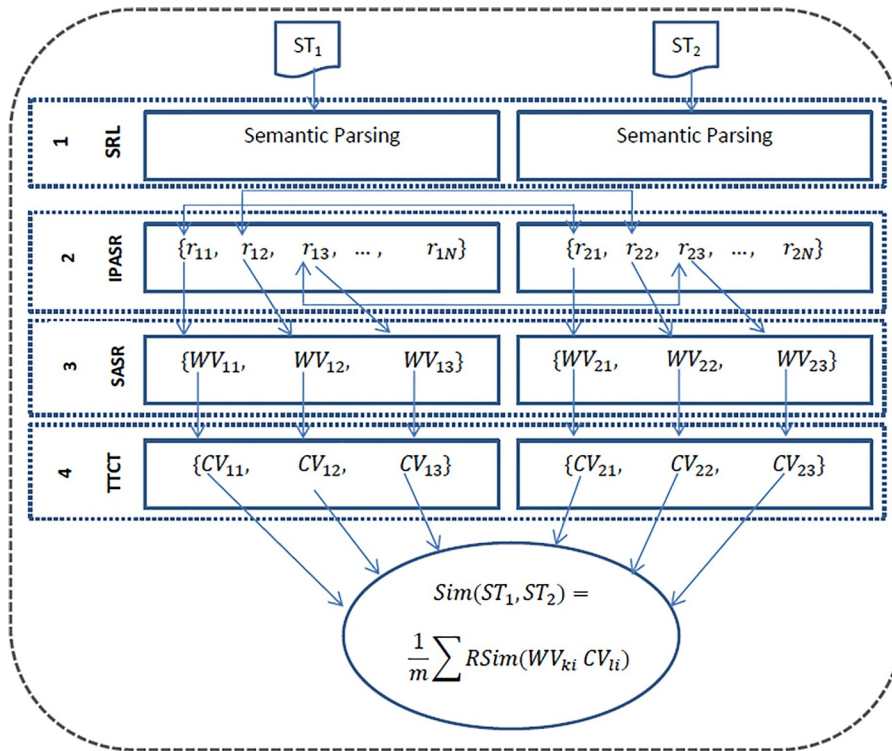 ST₁ ST₂
1 SRL Semantic Parsing Semantic Parsing
2 IPASR {r₁₁, r₁₂, r₁₃, ..., r₁N} {r₂₁, r₂₂, r₂₃, ..., r₂N}
3 SASR {WV₁₁, WV₁₂, WV₁₃} {WV₂₁, WV₂₂, WV₂₃}
4 TTCT {CV₁₁, CV₁₂, CV₁₃} {CV₂₁, CV₂₂, CV₂₃}
Sim(ST₁, ST₂) =
1/m ∑ RSim(WVₖᵢ CVₗᵢ)